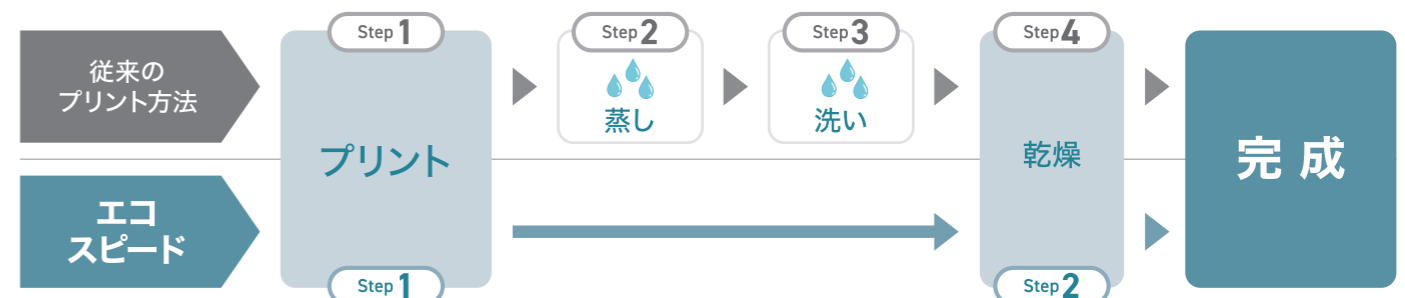 従来の
プリント方法
Step 1
プリント
Step 2
蒸し
Step 3
洗い
Step 4
乾燥
完成
エコ
スピード
Step 1
Step 2